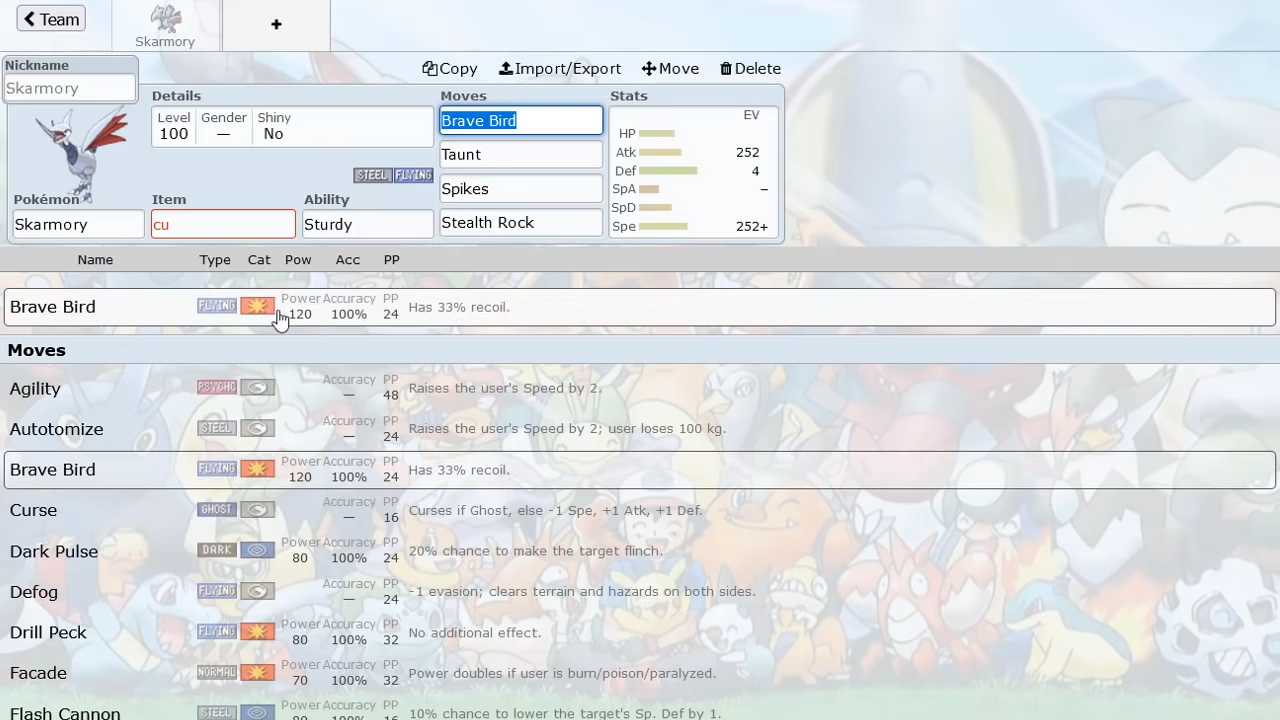 Team
Skarmory
+
Nickname
Skarmory
Copy Import/Export Move Delete
Details
Level
100
Gender
—
Shiny
No
STEEL FLYING
Pokémon
Skarmory
Item
cu
Ability
Sturdy
Moves
Brave Bird
Taunt
Spikes
Stealth Rock
Stats
EV
HP
Atk 252
Def 4
SpA –
SpD
Spe 252+
Name Type Cat Pow Acc PP
Brave Bird FLYING Power 120 Accuracy 100% PP 24 Has 33% recoil.
Moves
Agility PSYCHC Accuracy — PP 48 Raises the user's Speed by 2.
Autotomize STEEL Accuracy — PP 24 Raises the user's Speed by 2; user loses 100 kg.
Brave Bird FLYING Power 120 Accuracy 100% PP 24 Has 33% recoil.
Curse GHOST Accuracy — PP 16 Curses if Ghost, else -1 Spe, +1 Atk, +1 Def.
Dark Pulse DARK Power 80 Accuracy 100% PP 24 20% chance to make the target flinch.
Defog FLYING Accuracy — PP 24 -1 evasion; clears terrain and hazards on both sides.
Drill Peck FLYING Power 80 Accuracy 100% PP 32 No additional effect.
Facade NORMAL Power 70 Accuracy 100% PP 32 Power doubles if user is burn/poison/paralyzed.
Flash Cannon STEEL Power 80 Accuracy 100% PP 16 10% chance to lower the target's Sp. Def by 1.